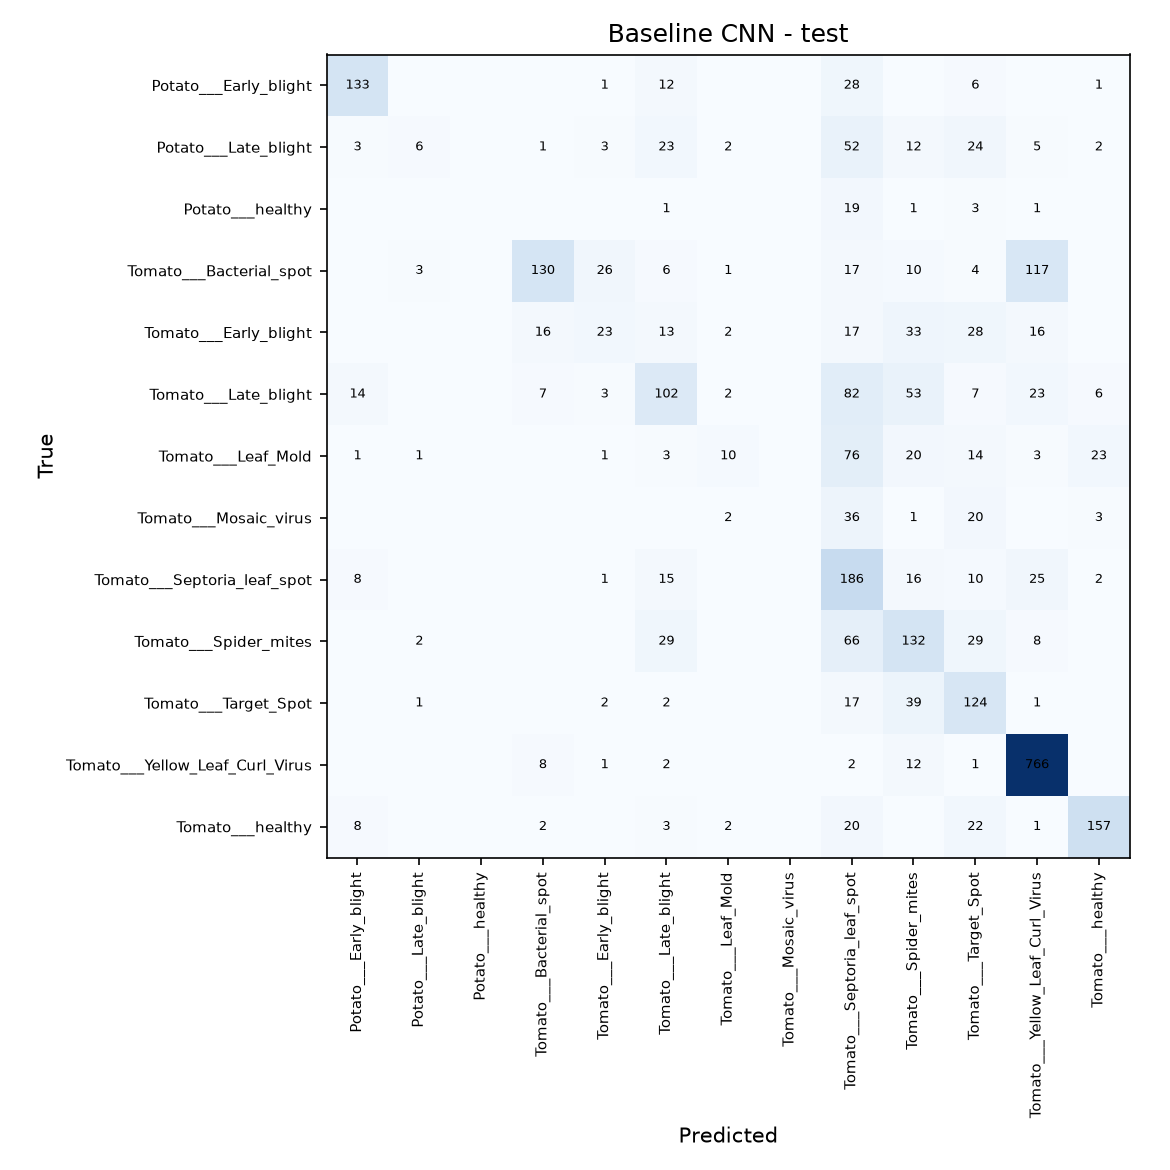 Baseline CNN - test
Potato___Early_blight 133 1 12 28 6 1
Potato___Late_blight 3 6 1 3 23 2 52 12 24 5 2
Potato___healthy 1 19 1 3 1
Tomato___Bacterial_spot 3 130 26 6 1 17 10 4 117
Tomato___Early_blight 16 23 13 2 17 33 28 16
Tomato___Late_blight 14 7 3 102 2 82 53 7 23 6
Tomato___Leaf_Mold 1 1 1 3 10 76 20 14 3 23
Tomato___Mosaic_virus 2 36 1 20 3
Tomato___Septoria_leaf_spot 8 1 15 186 16 10 25 2
Tomato___Spider_mites 2 29 66 132 29 8
Tomato___Target_Spot 1 2 2 17 39 124 1
Tomato___Yellow_Leaf_Curl_Virus 8 1 2 2 12 1 766
Tomato___healthy 8 2 3 2 20 22 1 157
True
Potato___Early_blight
Potato___Late_blight
Potato___healthy
Tomato___Bacterial_spot
Tomato___Early_blight
Tomato___Late_blight
Tomato___Leaf_Mold
Tomato___Mosaic_virus
Tomato___Septoria_leaf_spot
Tomato___Spider_mites
Tomato___Target_Spot
Tomato___Yellow_Leaf_Curl_Virus
Tomato___healthy
Predicted